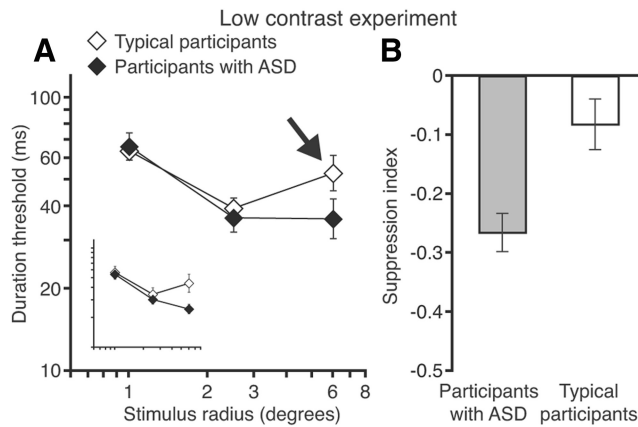 Low contrast experiment
A
Typical participants
Participants with ASD
B
Duration threshold (ms)
100
60
40
20
10
1
2
3
6
8
Stimulus radius (degrees)
Suppression index
0
-0.1
-0.2
-0.3
-0.4
-0.5
Participants
with ASD
Typical
participants